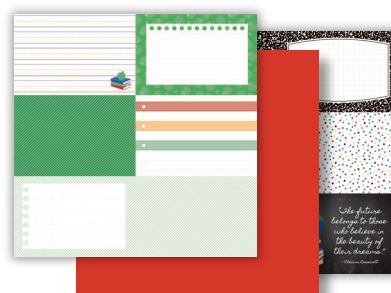 "The future
belongs to those
who believe in
the beauty of
their dreams."